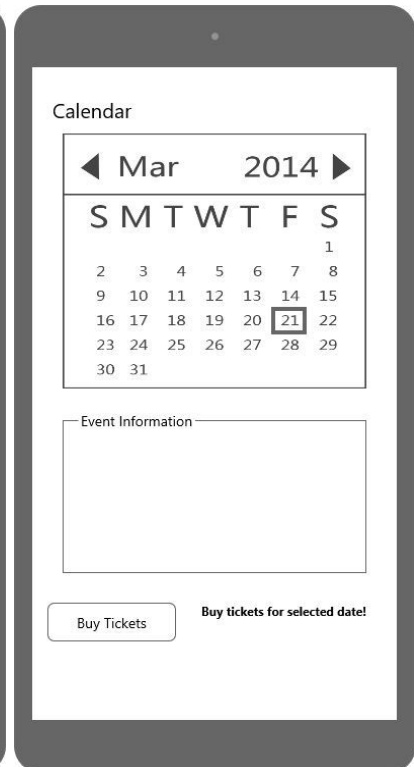 Calendar
Mar 2014
S M T W T F S
1
2 3 4 5 6 7 8
9 10 11 12 13 14 15
16 17 18 19 20 21 22
23 24 25 26 27 28 29
30 31
Event Information
Buy tickets for selected date!
Buy Tickets